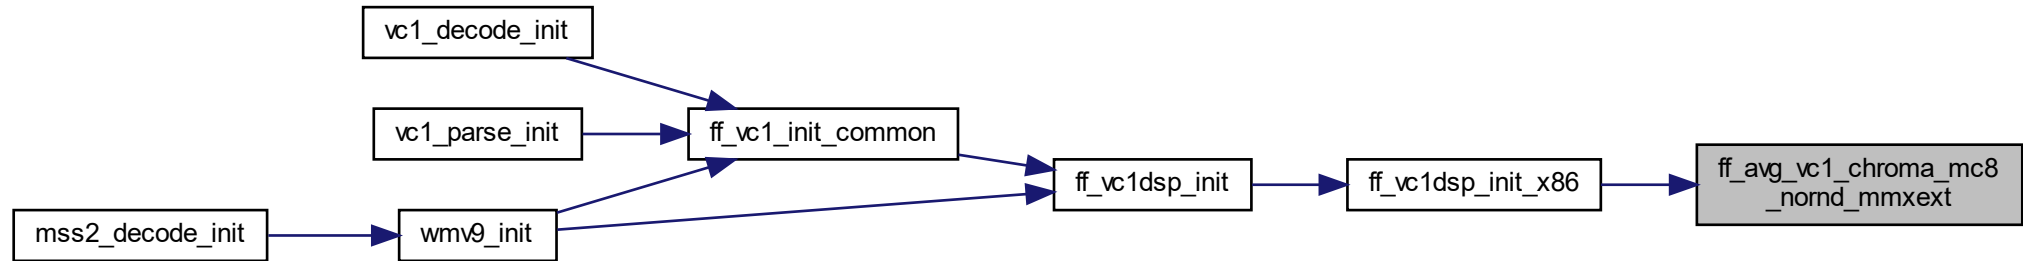 vc1_decode_init
vc1_parse_init
ff_vc1_init_common
ff_vc1dsp_init
ff_vc1dsp_init_x86
ff_avg_vc1_chroma_mc8
_nornd_mmxext
mss2_decode_init
wmv9_init